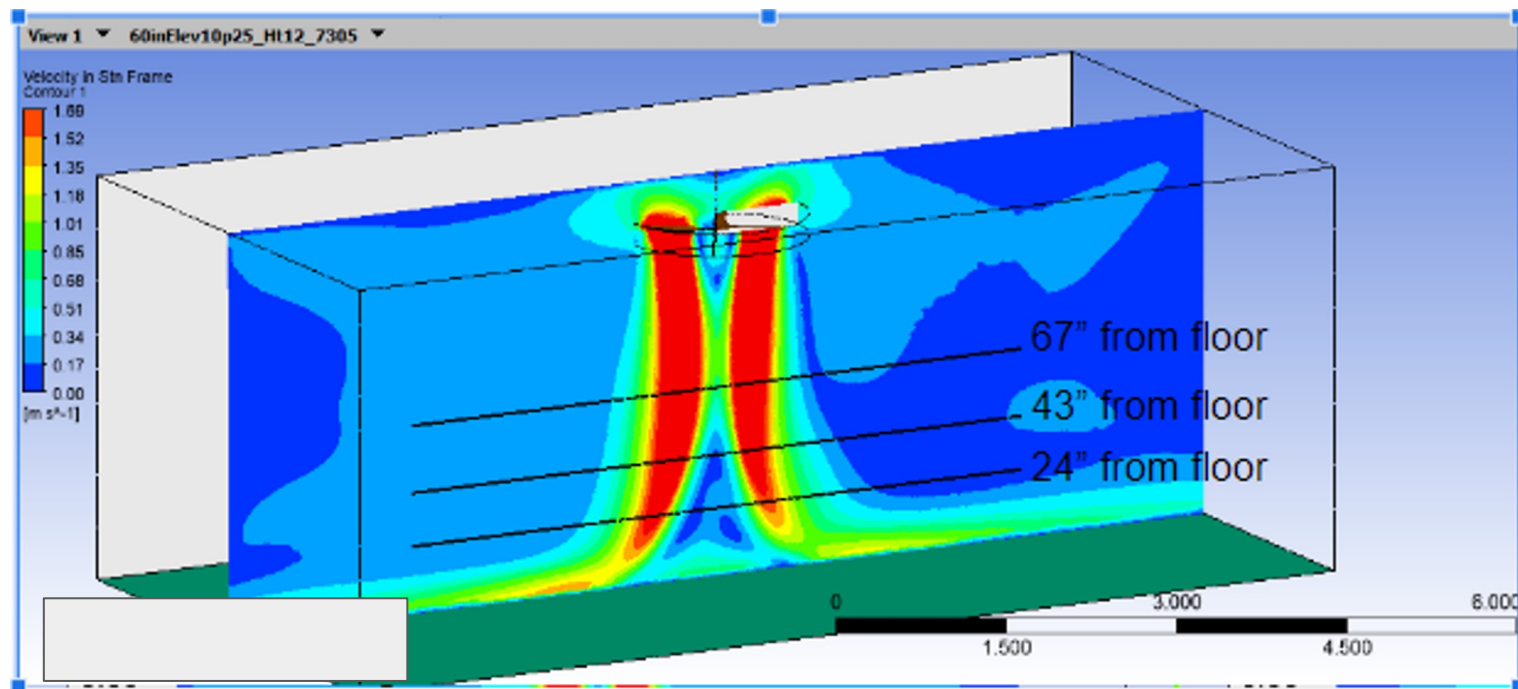 View 1 60inElev10p25_Ht12_7305
Velocity in Stn Frame
Contour 1
1.69
1.52
1.35
1.18
1.01
0.85
0.68
0.51
0.34
0.17
0.00
[m s^-1]
67” from floor
43” from floor
24” from floor
0 3.000 6.000
1.500 4.500